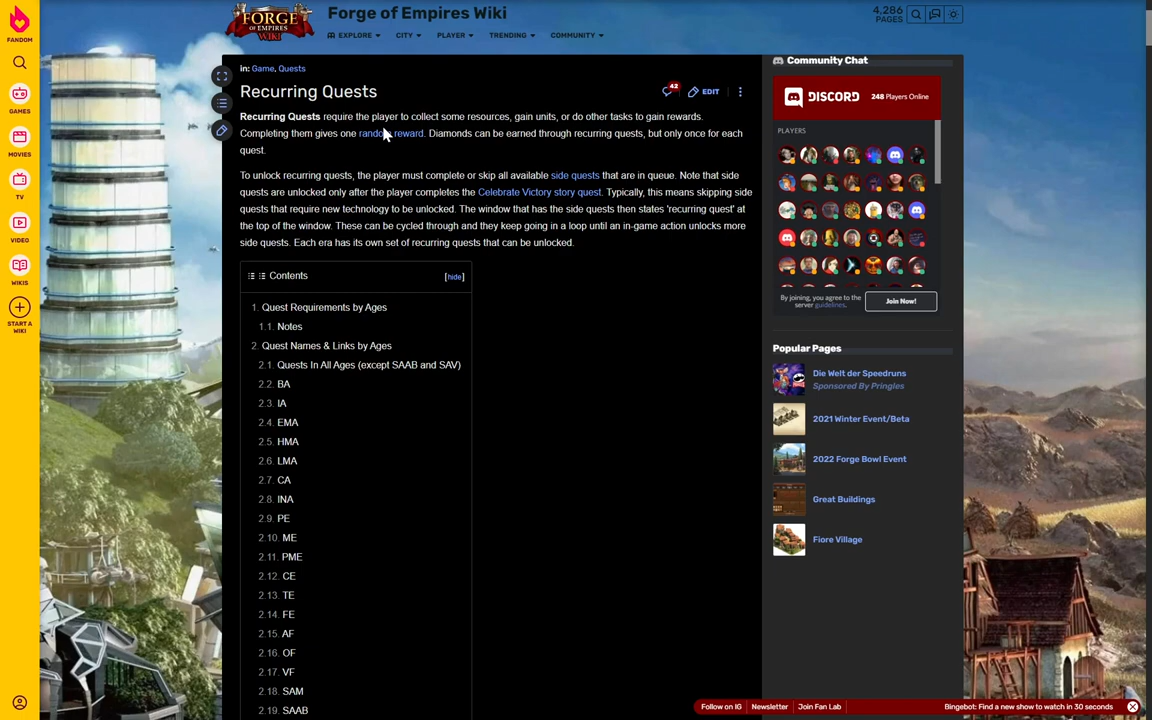 FANDOM
GAMES
MOVIES
TV
VIDEO
WIKIS
START A
WIKI
FORGE
OF EMPIRES
WIKI
Forge of Empires Wiki
EXPLORE
CITY
PLAYER
TRENDING
COMMUNITY
4,286
PAGES
in: Game, Quests
Recurring Quests
42
EDIT
Recurring Quests require the player to collect some resources, gain units, or do other tasks to gain rewards.
Completing them gives one random reward. Diamonds can be earned through recurring quests, but only once for each
quest.
To unlock recurring quests, the player must complete or skip all available side quests that are in queue. Note that side
quests are unlocked only after the player completes the Celebrate Victory story quest. Typically, this means skipping side
quests that require new technology to be unlocked. The window that has the side quests then states 'recurring quest' at
the top of the window. These can be cycled through and they keep going in a loop until an in-game action unlocks more
side quests. Each era has its own set of recurring quests that can be unlocked.
Contents
[hide]
1. Quest Requirements by Ages
1.1. Notes
2. Quest Names & Links by Ages
2.1. Quests In All Ages (except SAAB and SAV)
2.2. BA
2.3. IA
2.4. EMA
2.5. HMA
2.6. LMA
2.7. CA
2.8. INA
2.9. PE
2.10. ME
2.11. PME
2.12. CE
2.13. TE
2.14. FE
2.15. AF
2.16. OF
2.17. VF
2.18. SAM
2.19. SAAB
Community Chat
DISCORD
248 Players Online
PLAYERS
By joining, you agree to the
server guidelines.
Join Now!
Popular Pages
Die Welt der Speedruns
Sponsored By Pringles
2021 Winter Event/Beta
2022 Forge Bowl Event
Great Buildings
Fiore Village
Follow on IG
Newsletter
Join Fan Lab
Bingebot: Find a new show to watch in 30 seconds